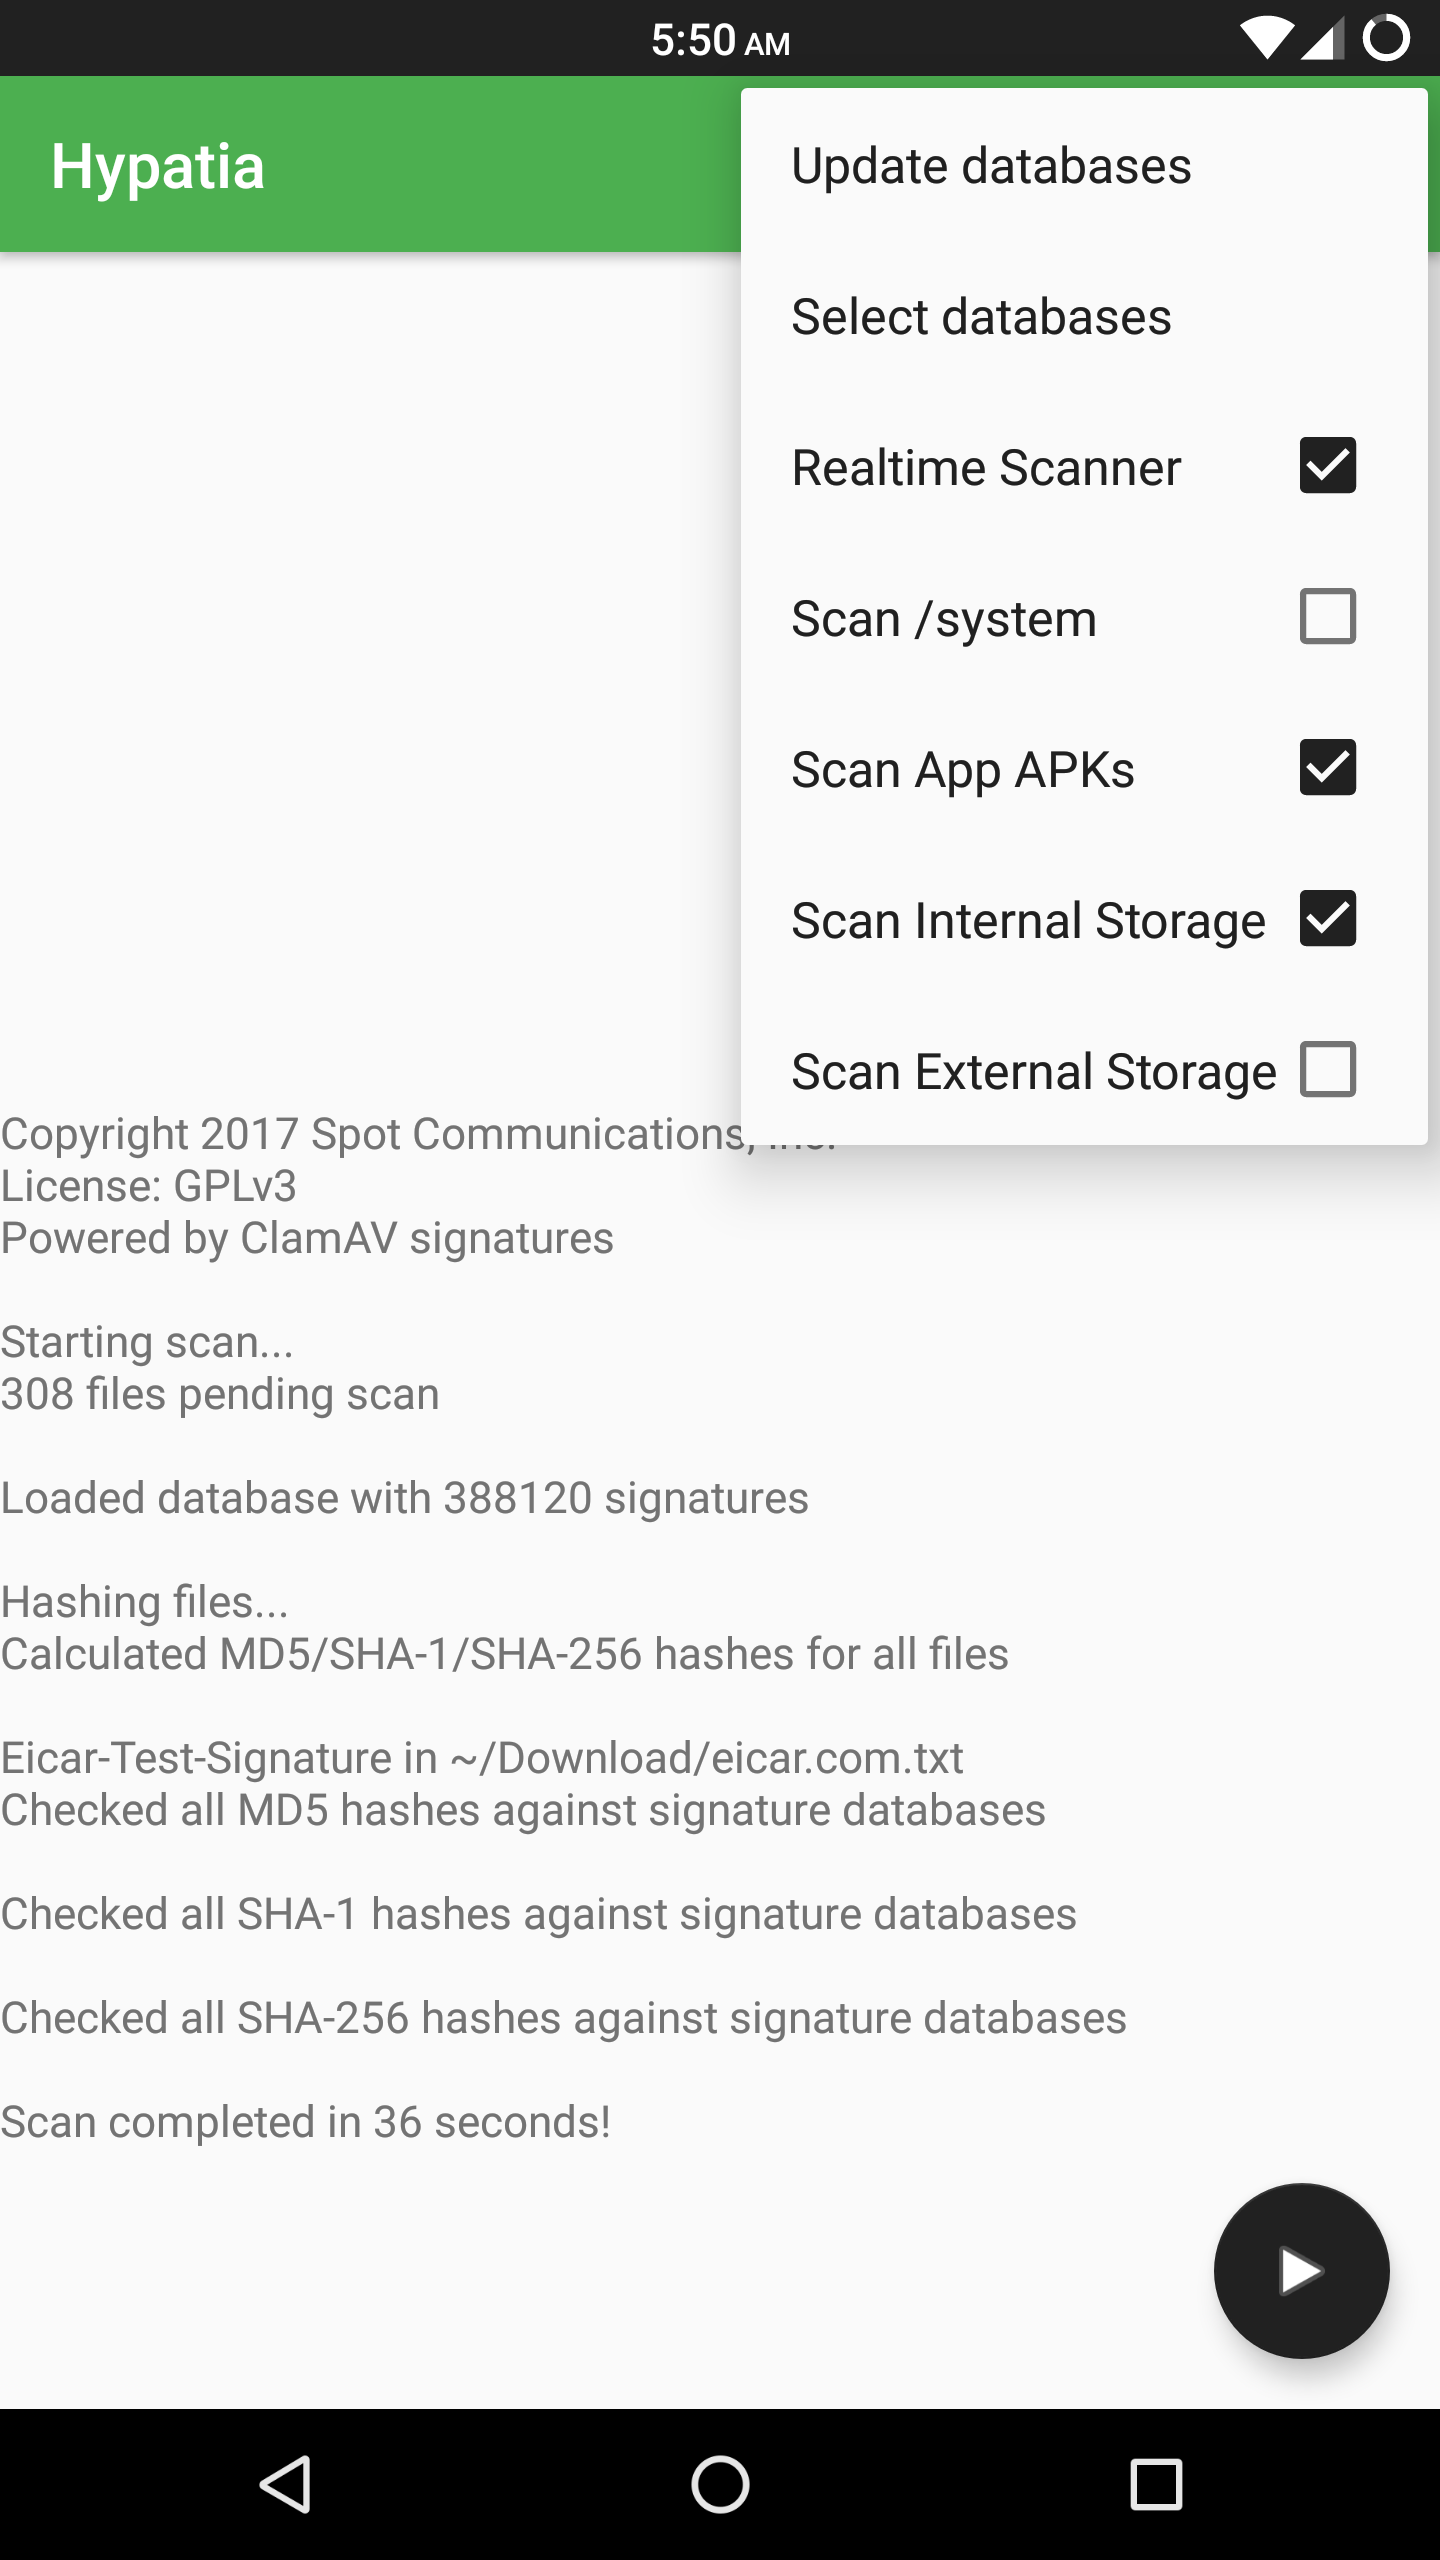 5:50 AM
Hypatia
Update databases
Select databases
Realtime Scanner
Scan /system
Scan App APKs
Scan Internal Storage
Scan External Storage
Copyright 2017 Spot Communications,
License: GPLv3
Powered by ClamAV signatures
Starting scan...
308 files pending scan
Loaded database with 388120 signatures
Hashing files...
Calculated MD5/SHA-1/SHA-256 hashes for all files
Eicar-Test-Signature in ~/Download/eicar.com.txt
Checked all MD5 hashes against signature databases
Checked all SHA-1 hashes against signature databases
Checked all SHA-256 hashes against signature databases
Scan completed in 36 seconds!